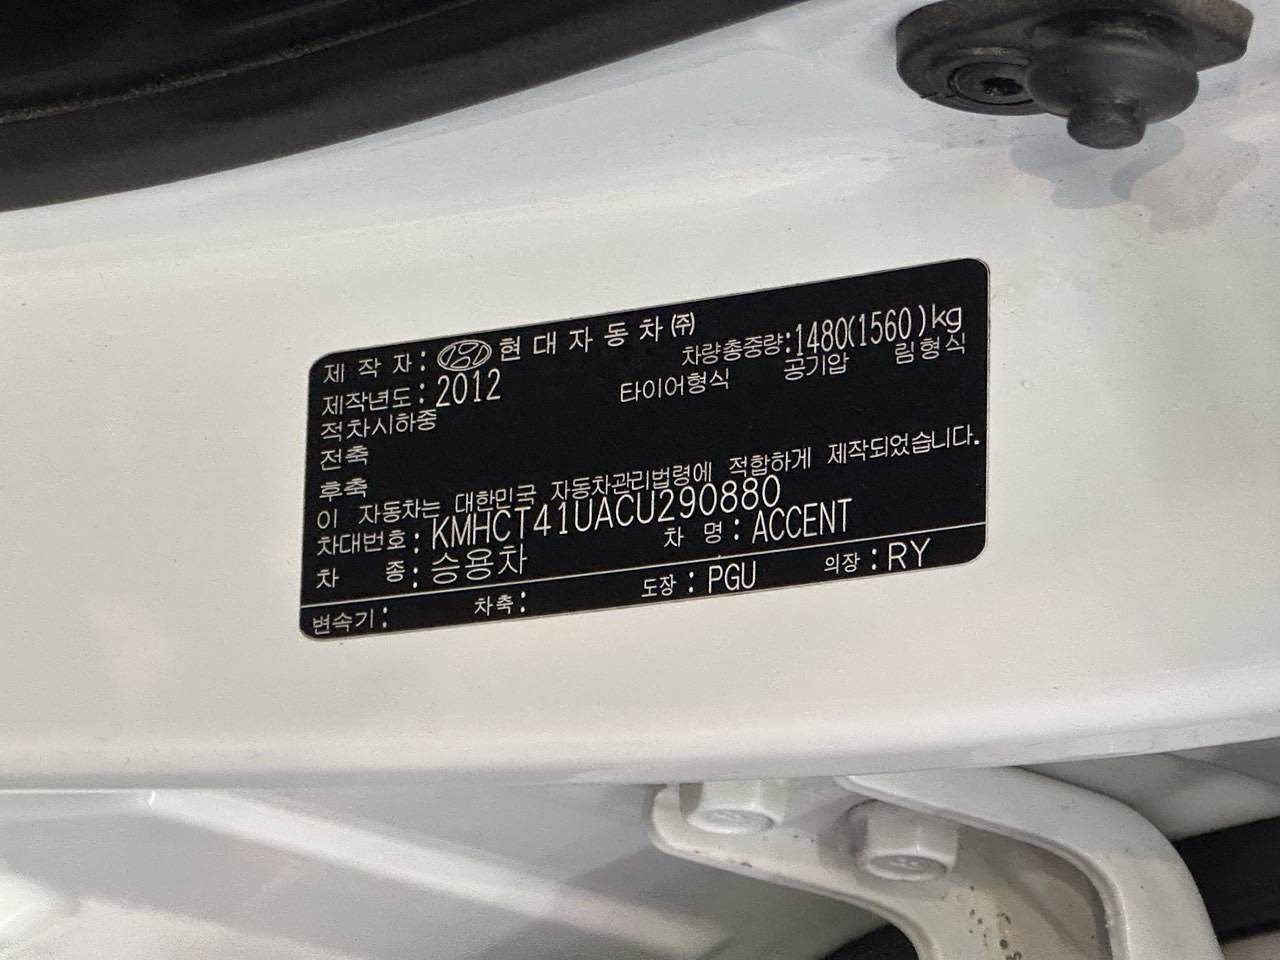 제 작 자 : 현 대 자 동 차 ㈜
제작년도 : 2012 차량총중량:1480(1560)kg
적차시하중 타이어형식 공기압 림형식
전축
후축
이 자동차는 대한민국 자동차관리법령에 적합하게 제작되었습니다.
차대번호 : KMHCT41UACU290880
차 종 : 승용차 차 명 : ACCENT
변속기 : 차축 : 도장 : PGU 의장 : RY